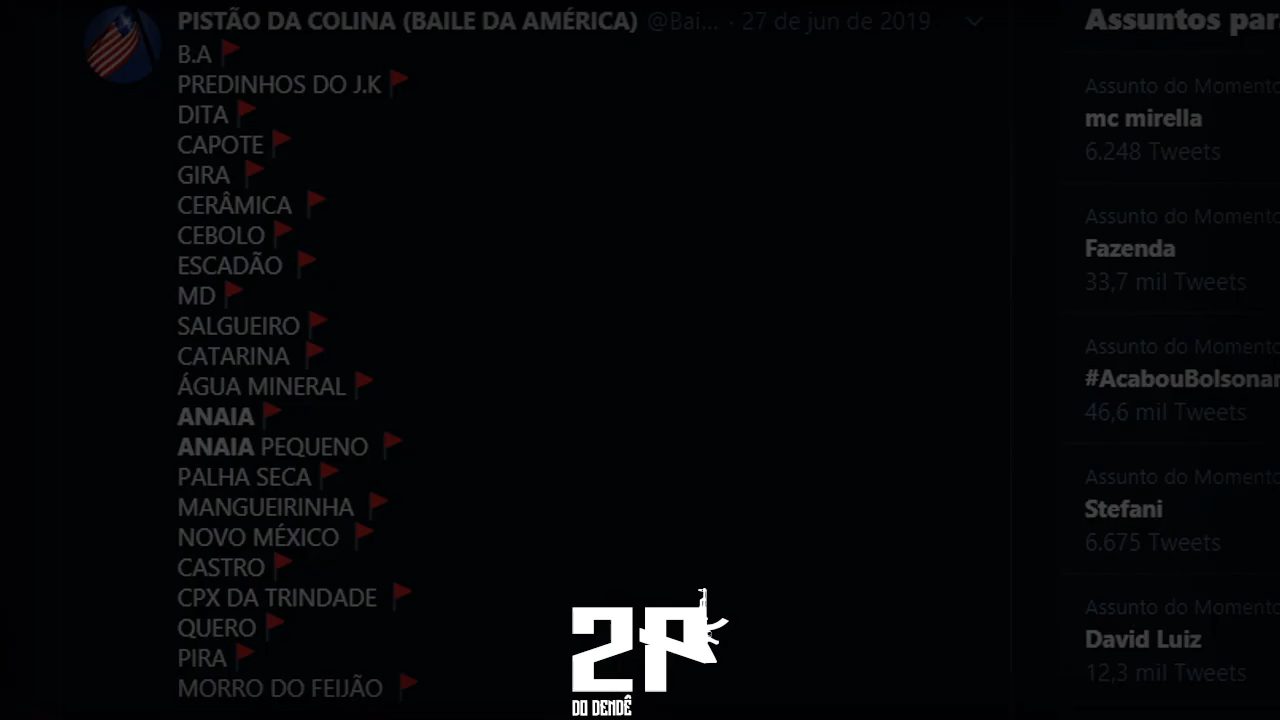 PISTÃO DA COLINA (BAILE DA AMÉRICA) @Bai... · 27 de jun de 2019
B.A 🚩
PREDINHOS DO J.K 🚩
DITA 🚩
CAPOTE 🚩
GIRA 🚩
CERÂMICA 🚩
CEBOLO 🚩
ESCADÃO 🚩
MD 🚩
SALGUEIRO 🚩
CATARINA 🚩
ÁGUA MINERAL 🚩
ANAIA 🚩
ANAIA PEQUENO 🚩
PALHA SECA 🚩
MANGUEIRINHA 🚩
NOVO MÉXICO 🚩
CASTRO 🚩
CPX DA TRINDADE 🚩
QUERO 🚩
PIRA 🚩
MORRO DO FEIJÃO 🚩
Assuntos par
Assunto do Momento
mc mirella
6.248 Tweets
Assunto do Momento
Fazenda
33,7 mil Tweets
Assunto do Momento
#AcabouBolsonar
46,6 mil Tweets
Assunto do Momento
Stefani
6.675 Tweets
Assunto do Momento
David Luiz
12,3 mil Tweets
2P
DO DENDÊ